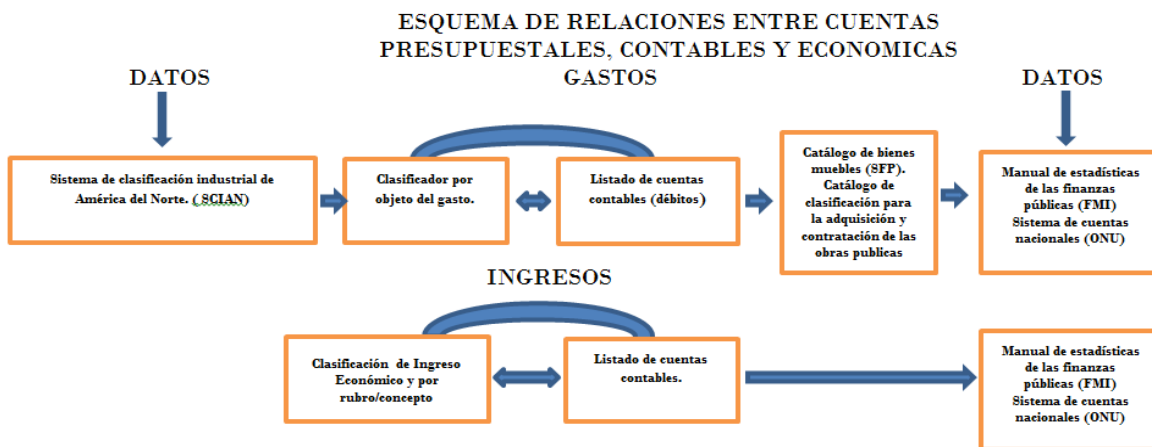 ESQUEMA DE RELACIONES ENTRE CUENTAS
PRESUPUESTALES, CONTABLES Y ECONOMICAS
DATOS
GASTOS
DATOS
Sistema de clasificación industrial de
América del Norte. ( SCIAN)
Clasificador por
objeto del gasto.
Listado de cuentas
contables (débitos)
Catálogo de bienes
muebles (SFP).
Catálogo de
clasificación para
la adquisición y
contratación de las
obras publicas
Manual de estadísticas
de las finanzas
públicas (FMI)
Sistema de cuentas
nacionales (ONU)
INGRESOS
Clasificación de Ingreso
Económico y por
rubro/concepto
Listado de cuentas
contables.
Manual de estadísticas
de las finanzas
públicas (FMI)
Sistema de cuentas
nacionales (ONU)